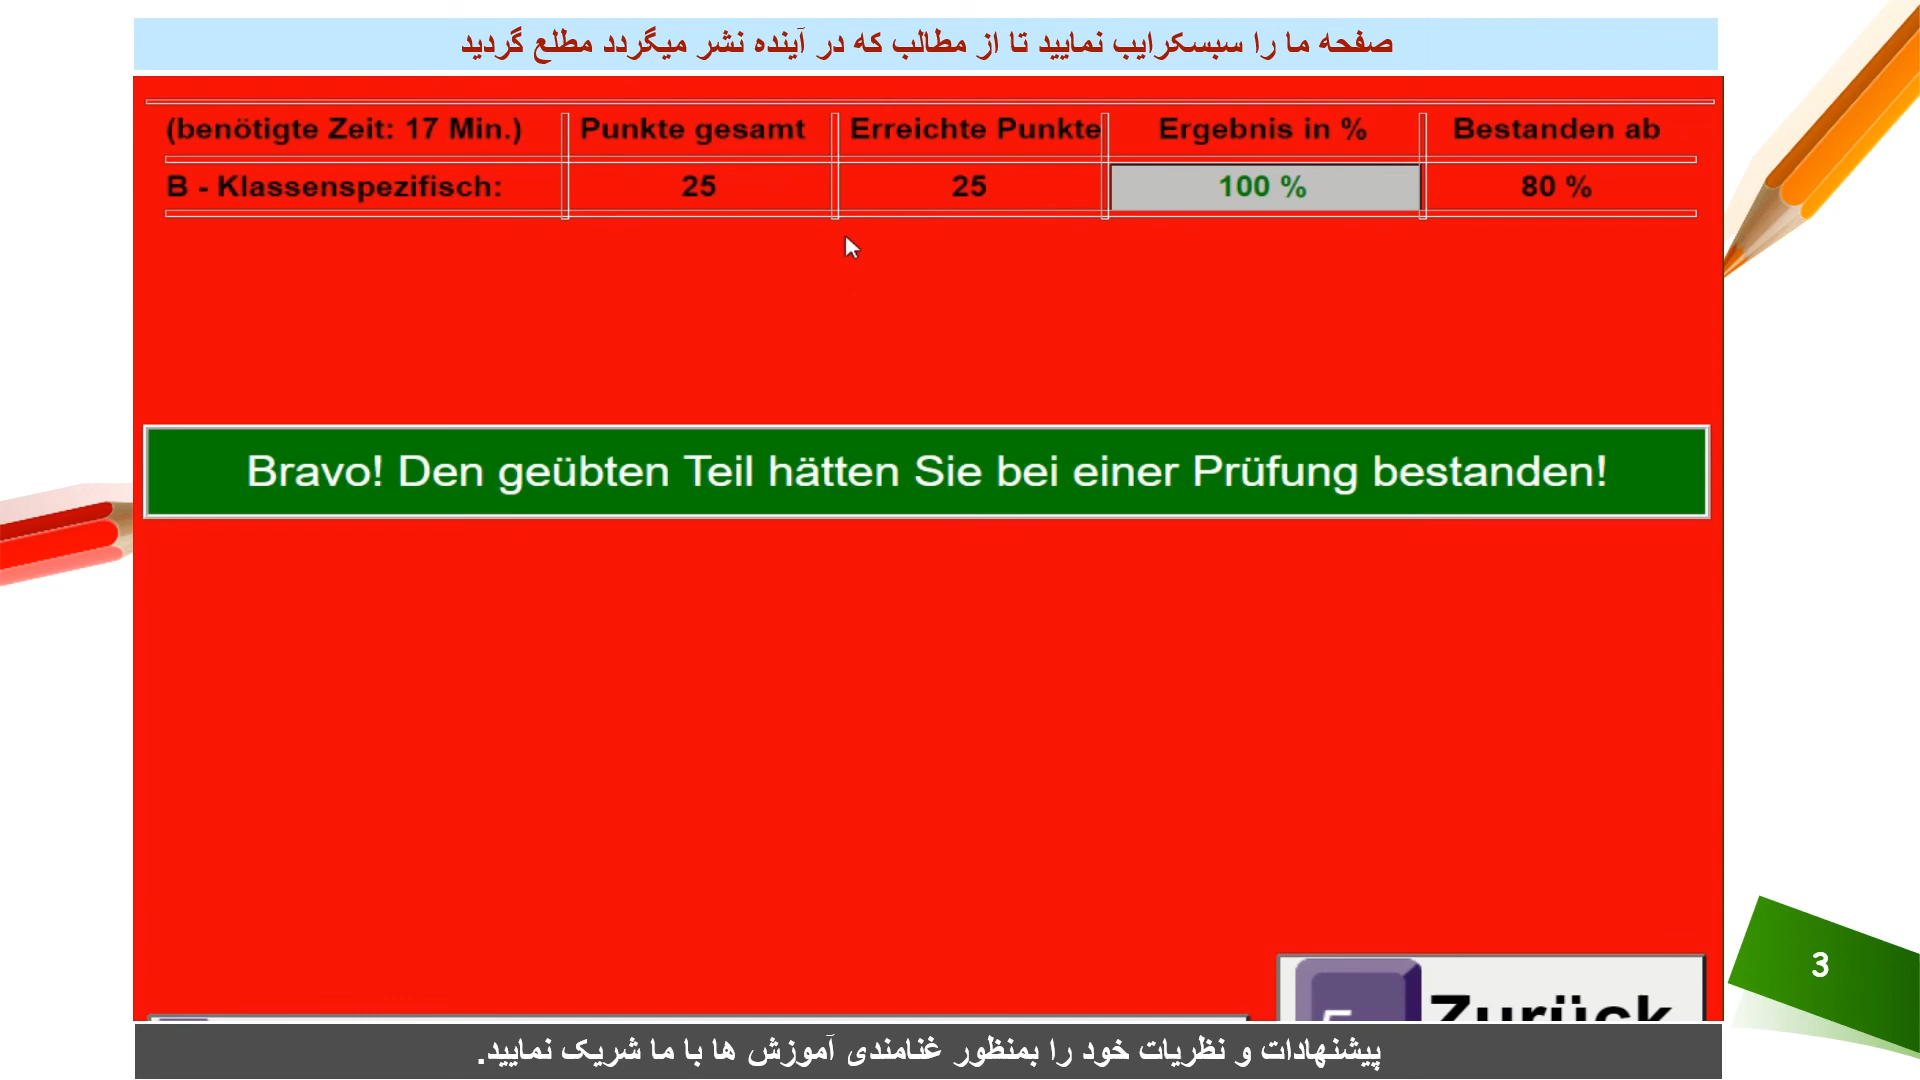 صفحه ما را سبسکرایب نمایید تا از مطالب که در آینده نشر میگردد مطلع گردید
(benötigte Zeit: 17 Min.) Punkte gesamt Erreichte Punkte Ergebnis in % Bestanden ab
B - Klassenspezifisch: 25 25 100 % 80 %
Bravo! Den geübten Teil hätten Sie bei einer Prüfung bestanden!
3
Zurück
پیشنهادات و نظریات خود را بمنظور غنامندی آموزش ها با ما شریک نمایید.